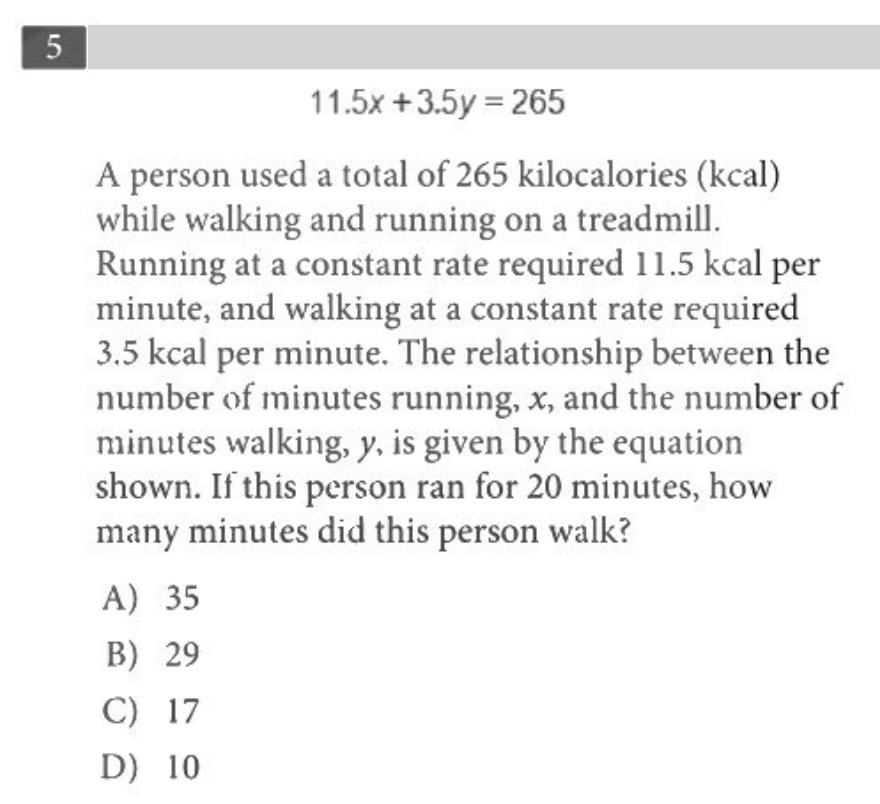 5
11.5x + 3.5y = 265
A person used a total of 265 kilocalories (kcal)
while walking and running on a treadmill.
Running at a constant rate required 11.5 kcal per
minute, and walking at a constant rate required
3.5 kcal per minute. The relationship between the
number of minutes running, x, and the number of
minutes walking, y, is given by the equation
shown. If this person ran for 20 minutes, how
many minutes did this person walk?
A) 35
B) 29
C) 17
D) 10